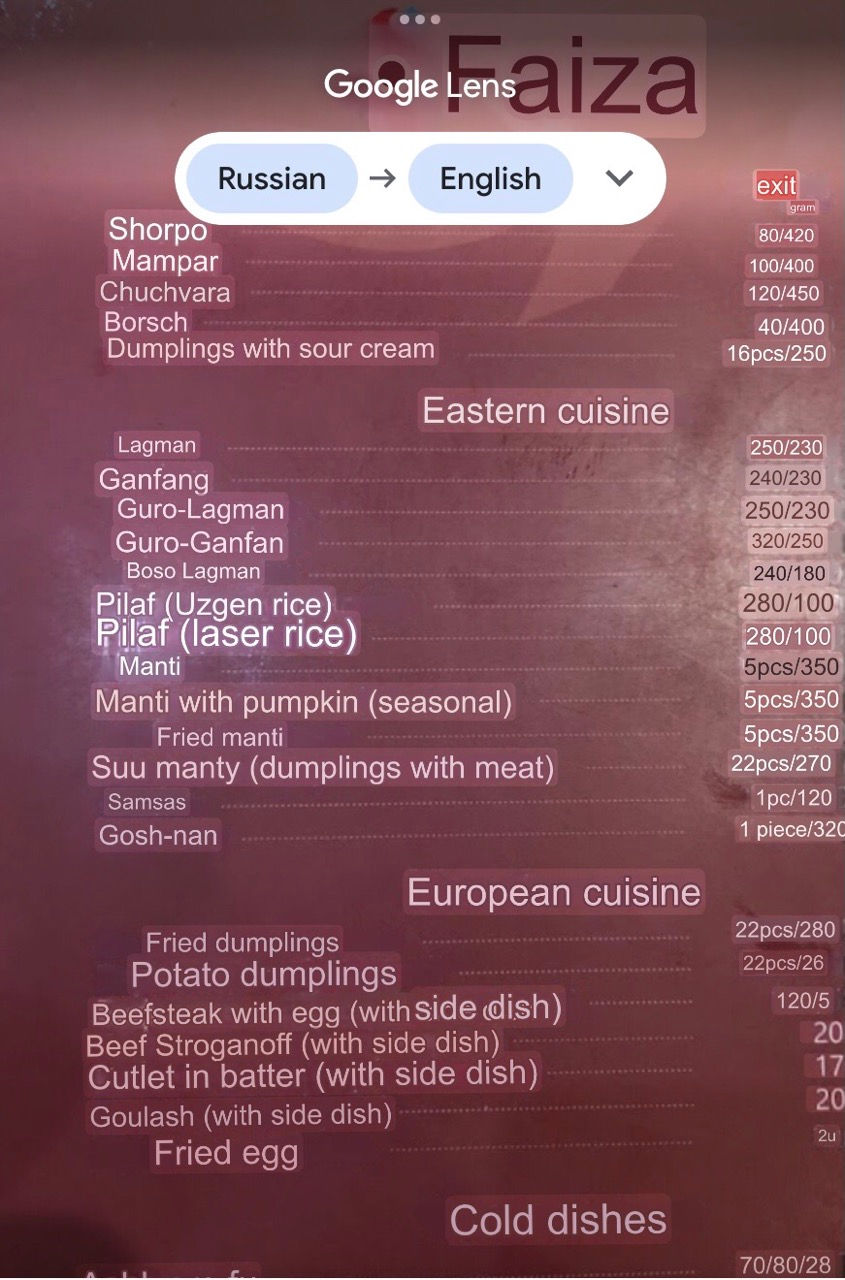 Faiza
Google Lens
Russian → English
exit
gram
Shorpo 80/420
Mampar 100/400
Chuchvara 120/450
Borsch 40/400
Dumplings with sour cream 16pcs/250
Eastern cuisine
Lagman 250/230
Ganfang 240/230
Guro-Lagman 250/230
Guro-Ganfan 320/250
Boso Lagman 240/180
Pilaf (Uzgen rice) 280/100
Pilaf (laser rice) 280/100
Manti 5pcs/350
Manti with pumpkin (seasonal) 5pcs/350
Fried manti 5pcs/350
Suu manty (dumplings with meat) 22pcs/270
Samsas 1pc/120
Gosh-nan 1 piece/320
European cuisine
Fried dumplings 22pcs/280
Potato dumplings 22pcs/26
Beefsteak with egg (with side dish) 120/5
Beef Stroganoff (with side dish) 20
Cutlet in batter (with side dish) 17
Goulash (with side dish) 20
Fried egg 2u
Cold dishes
70/80/28